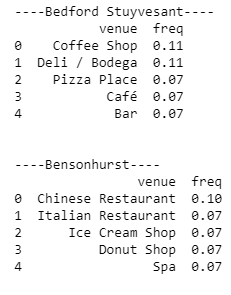 ----Bedford Stuyvesant----
venue freq
0 Coffee Shop 0.11
1 Deli / Bodega 0.11
2 Pizza Place 0.07
3 Café 0.07
4 Bar 0.07
----Bensonhurst----
venue freq
0 Chinese Restaurant 0.10
1 Italian Restaurant 0.07
2 Ice Cream Shop 0.07
3 Donut Shop 0.07
4 Spa 0.07